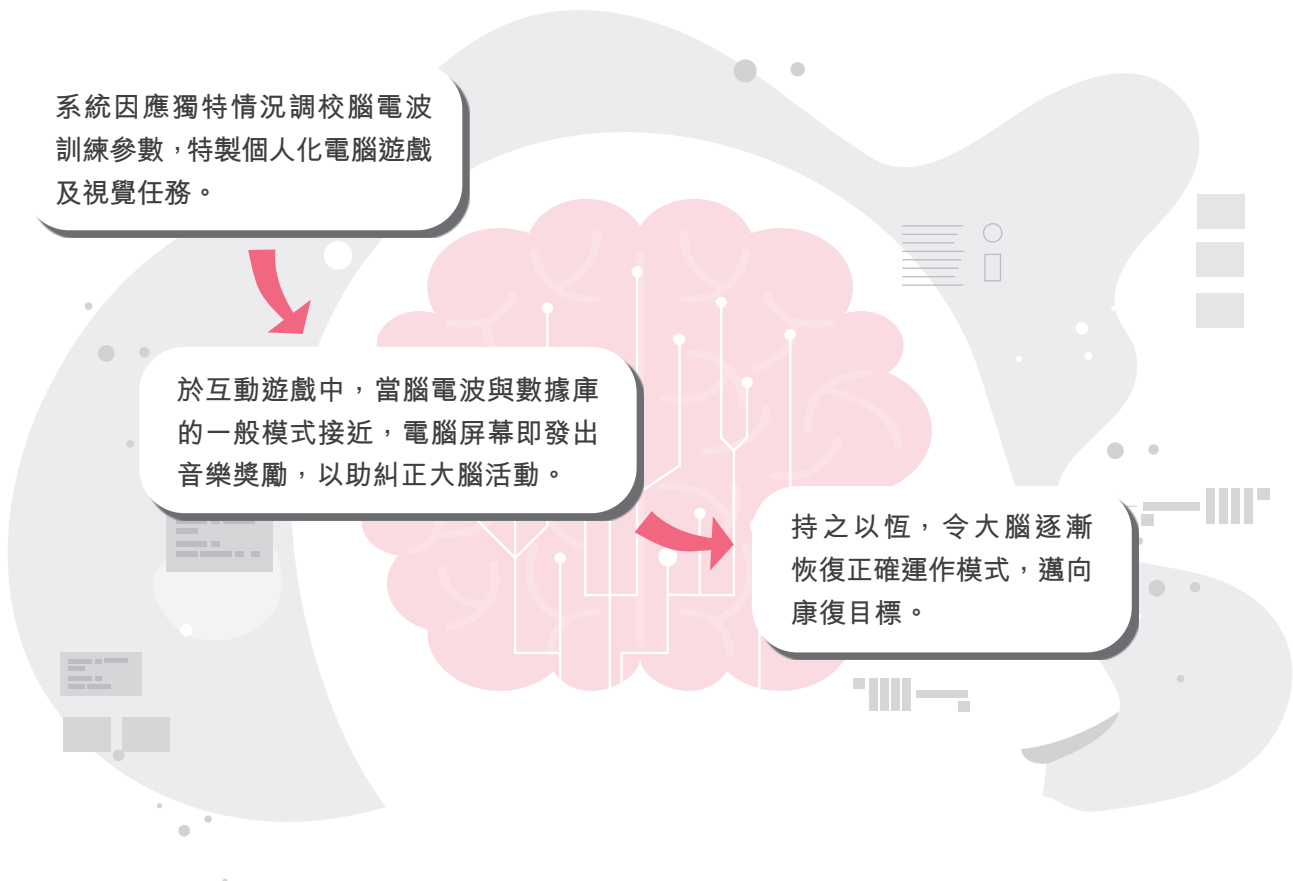 系統因應獨特情況調校腦電波
訓練參數，特製個人化電腦遊戲
及視覺任務。
於互動遊戲中，當腦電波與數據庫
的一般模式接近，電腦屏幕即發出
音樂獎勵，以助糾正大腦活動。
持之以恆，令大腦逐漸
恢復正確運作模式，邁向
康復目標。